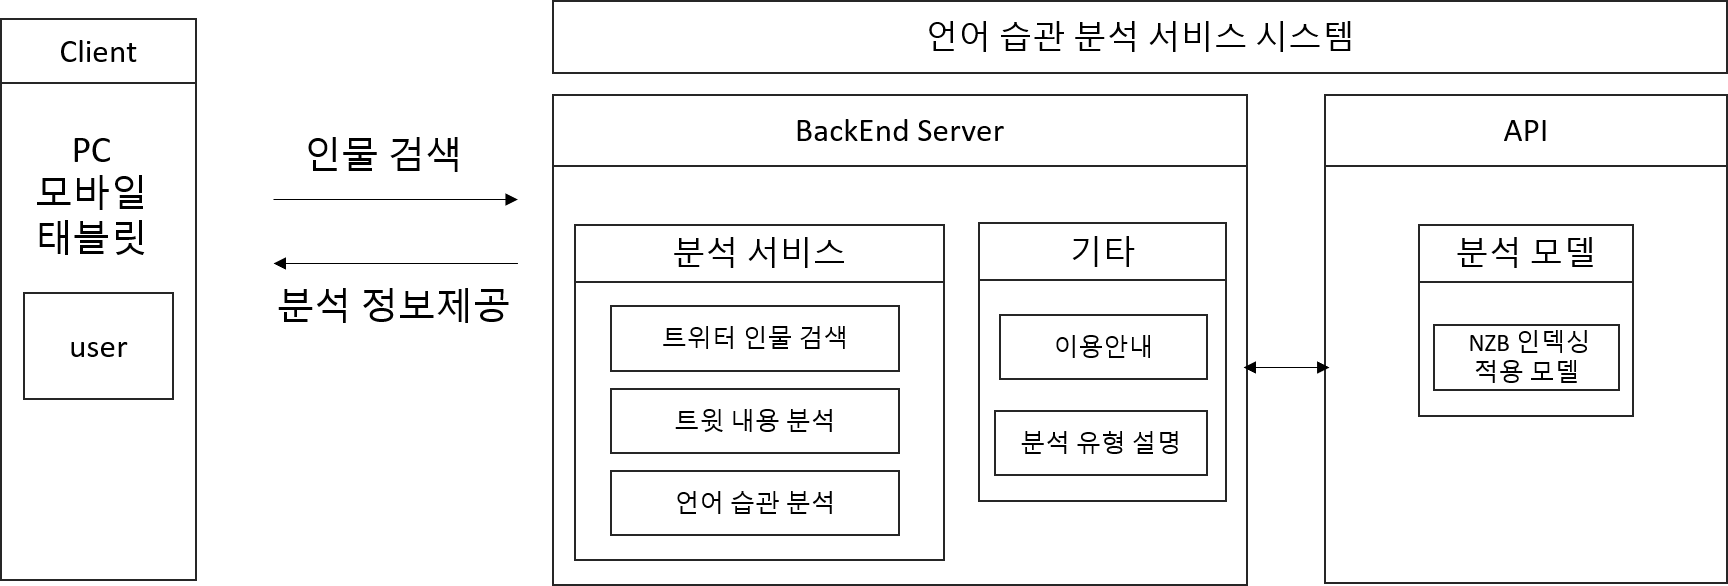 Client
PC
모바일
태블릿
user
인물 검색
분석 정보제공
언어 습관 분석 서비스 시스템
BackEnd Server
분석 서비스
트위터 인물 검색
트윗 내용 분석
언어 습관 분석
기타
이용안내
분석 유형 설명
API
분석 모델
NZB 인덱싱
적용 모델